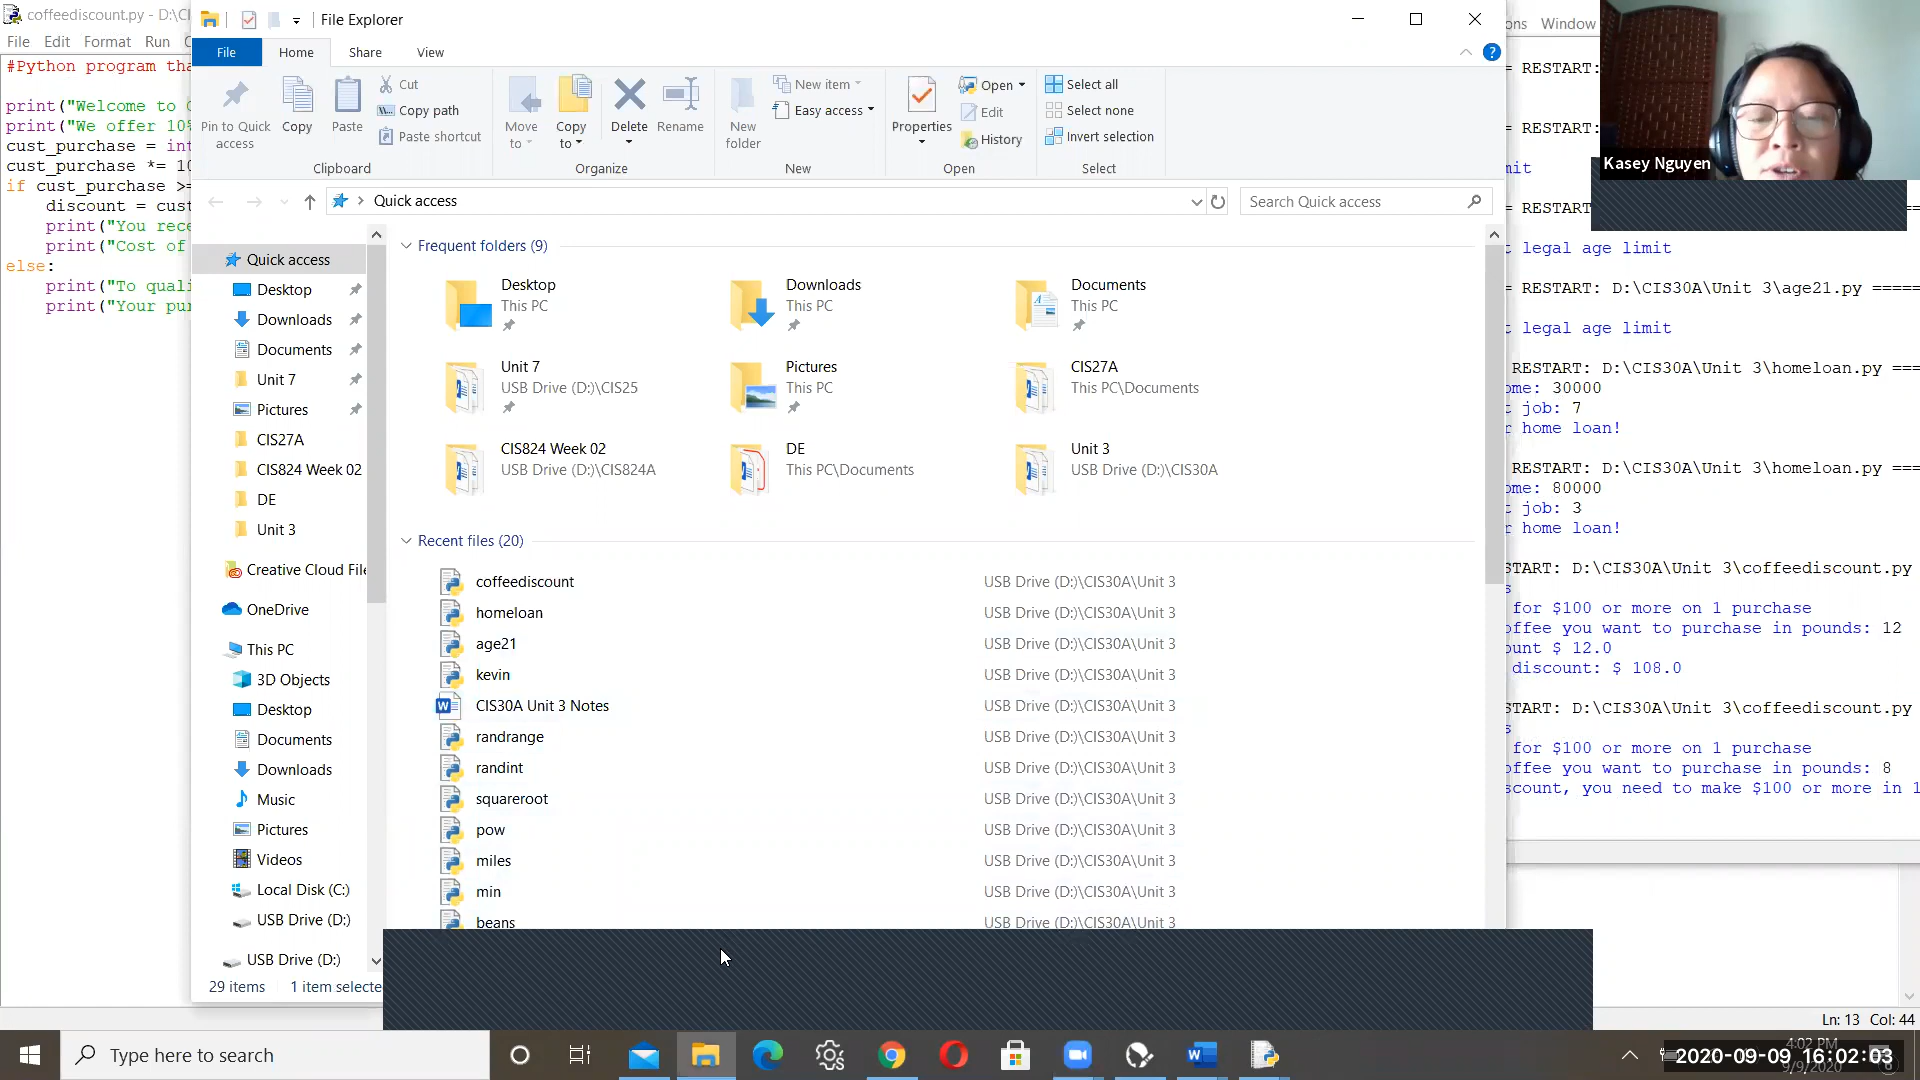 coffeediscount.py - D:\CI
File Edit Format Run
#Python program tha
print("Welcome to
print("We offer 10%
cust_purchase = int
cust_purchase *= 10
if cust_purchase >=
discount = cust
print("You rece
print("Cost of
else:
print("To quali
print("Your pur
File Explorer
File Home Share View
Pin to Quick access
Copy
Paste
Cut
Copy path
Paste shortcut
Clipboard
Move to
Copy to
Delete
Rename
Organize
New folder
New item
Easy access
New
Properties
Open
Edit
History
Open
Select all
Select none
Invert selection
Select
Quick access
Search Quick access
Quick access
Desktop
Downloads
Documents
Unit 7
Pictures
CIS27A
CIS824 Week 02
DE
Unit 3
Creative Cloud File
OneDrive
This PC
3D Objects
Desktop
Documents
Downloads
Music
Pictures
Videos
Local Disk (C:)
USB Drive (D:)
USB Drive (D:)
29 items 1 item selecte
Frequent folders (9)
Desktop
This PC
Downloads
This PC
Documents
This PC
Unit 7
USB Drive (D:)\CIS25
Pictures
This PC
CIS27A
This PC\Documents
CIS824 Week 02
USB Drive (D:)\CIS824A
DE
This PC\Documents
Unit 3
USB Drive (D:)\CIS30A
Recent files (20)
coffeediscount USB Drive (D:)\CIS30A\Unit 3
homeloan USB Drive (D:)\CIS30A\Unit 3
age21 USB Drive (D:)\CIS30A\Unit 3
kevin USB Drive (D:)\CIS30A\Unit 3
CIS30A Unit 3 Notes USB Drive (D:)\CIS30A\Unit 3
randrange USB Drive (D:)\CIS30A\Unit 3
randint USB Drive (D:)\CIS30A\Unit 3
squareroot USB Drive (D:)\CIS30A\Unit 3
pow USB Drive (D:)\CIS30A\Unit 3
miles USB Drive (D:)\CIS30A\Unit 3
min USB Drive (D:)\CIS30A\Unit 3
beans USB Drive (D:)\CIS30A\Unit 3
ons Window
= RESTART:
= RESTART:
mit
= RESTART
t legal age limit
= RESTART: D:\CIS30A\Unit 3\age21.py =====
t legal age limit
RESTART: D:\CIS30A\Unit 3\homeloan.py ===
ome: 30000
t job: 7
r home loan!
RESTART: D:\CIS30A\Unit 3\homeloan.py ===
ome: 80000
t job: 3
r home loan!
START: D:\CIS30A\Unit 3\coffeediscount.py
s
for $100 or more on 1 purchase
offee you want to purchase in pounds: 12
ount $ 12.0
discount: $ 108.0
START: D:\CIS30A\Unit 3\coffeediscount.py
s
for $100 or more on 1 purchase
offee you want to purchase in pounds: 8
scount, you need to make $100 or more in 1
Kasey Nguyen
Ln: 13 Col: 44
Type here to search
4:02 PM
9/9/2020
2020-09-09 16:02:03